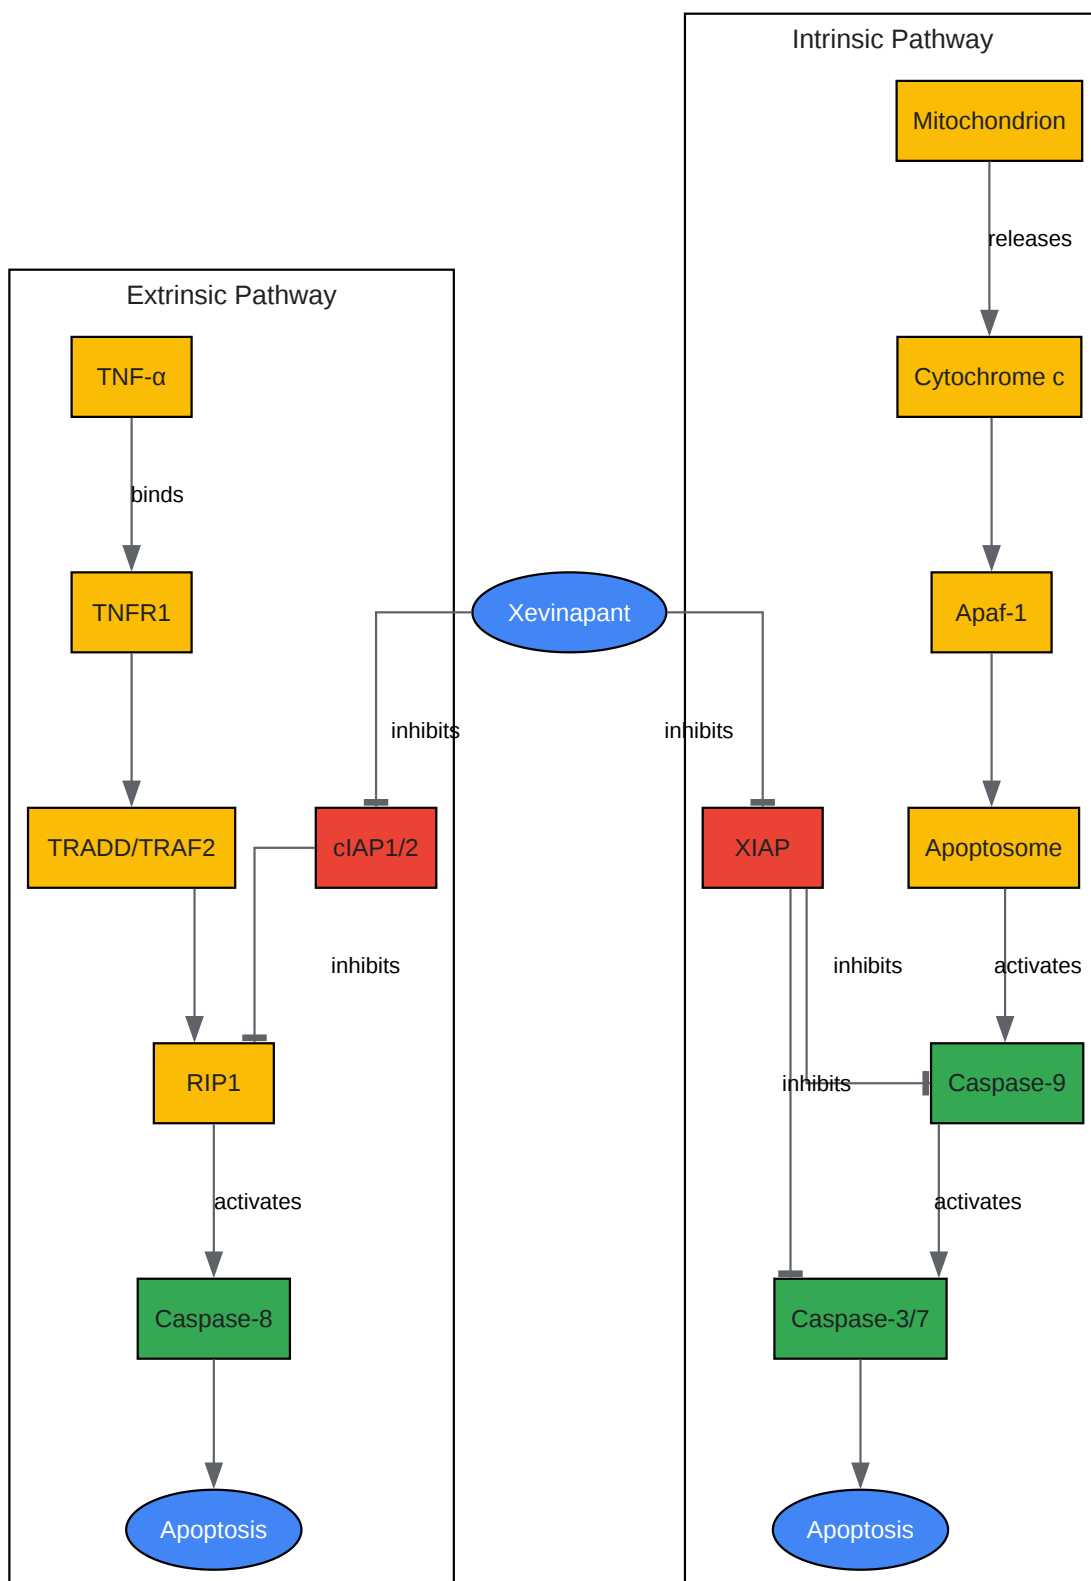 Intrinsic Pathway
Mitochondrion
releases
Extrinsic Pathway
TNF-α
Cytochrome c
binds
TNFR1
Xevinapant
Apaf-1
inhibits
inhibits
TRADD/TRAF2
cIAP1/2
XIAP
Apoptosome
inhibits
inhibits
activates
RIP1
inhibits
Caspase-9
activates
activates
Caspase-8
Caspase-3/7
Apoptosis
Apoptosis